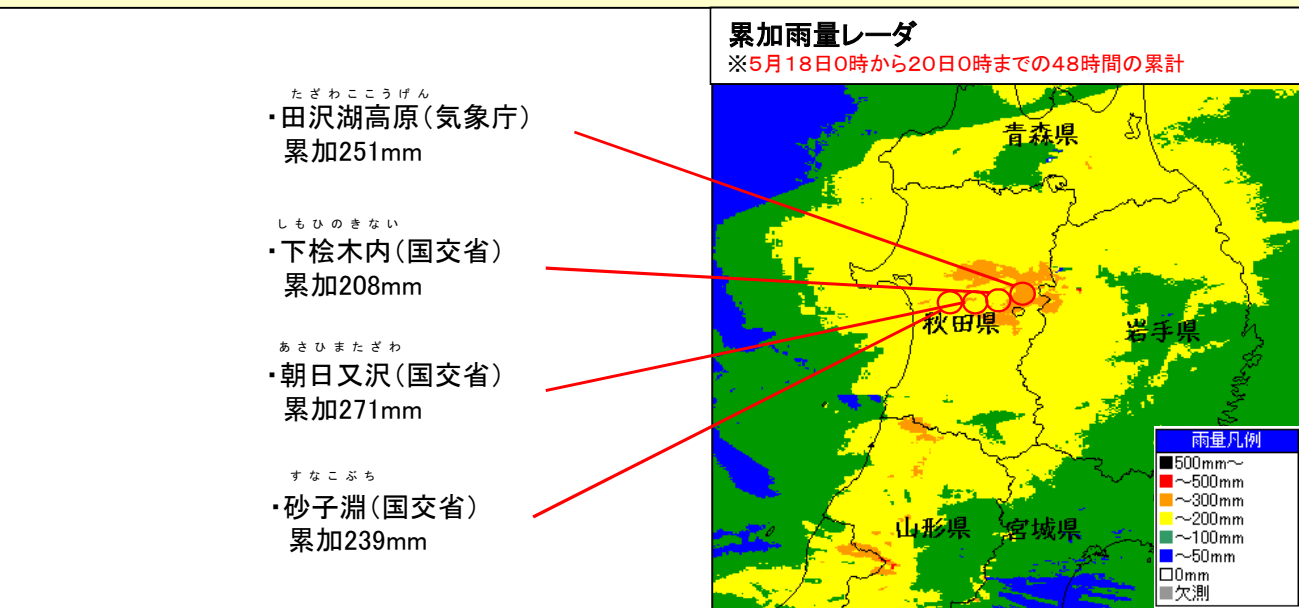 累加雨量レーダ
※5月18日0時から20日0時までの48時間の累計
たざわここうげん
・田沢湖高原(気象庁)
累加251mm
しもひのきない
・下桧木内(国交省)
累加208mm
あさひまたざわ
・朝日又沢(国交省)
累加271mm
すなこぶち
・砂子淵(国交省)
累加239mm
青森県
秋田県
岩手県
山形県
宮城県
雨量凡例
■500mm～
■～500mm
■～300mm
■～200mm
■～100mm
■～50mm
□0mm
■欠測